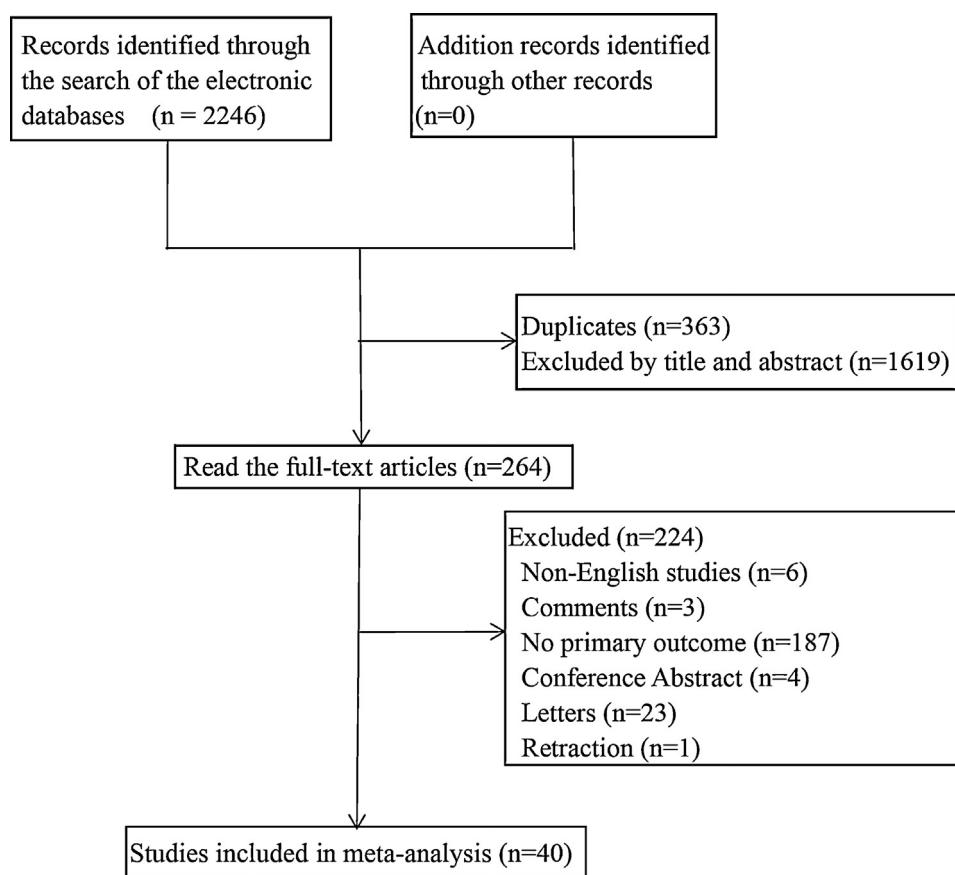 Records identified through
the search of the electronic
databases (n = 2246)
Addition records identified
through other records
(n=0)
Duplicates (n=363)
Excluded by title and abstract (n=1619)
Read the full-text articles (n=264)
Excluded (n=224)
Non-English studies (n=6)
Comments (n=3)
No primary outcome (n=187)
Conference Abstract (n=4)
Letters (n=23)
Retraction (n=1)
Studies included in meta-analysis (n=40)